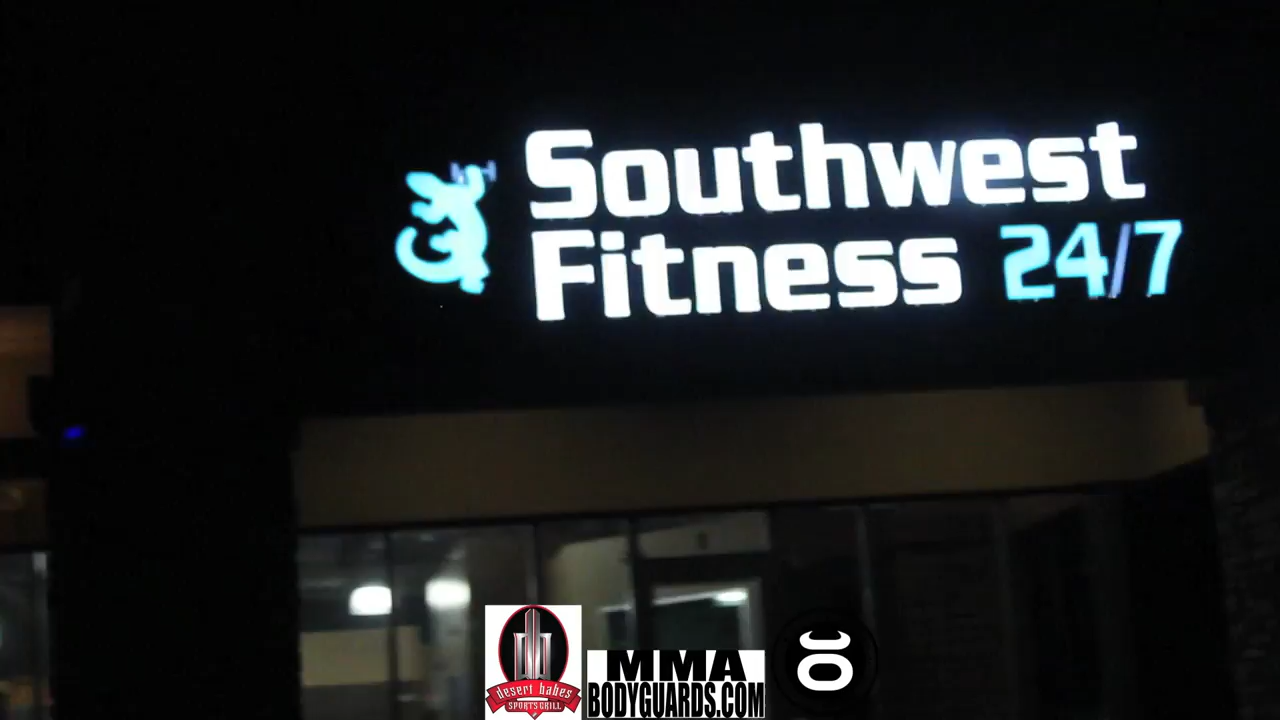 Southwest
Fitness 24/7
desert babes
SPORTS GRILL
MMA
BODYGUARDS.COM